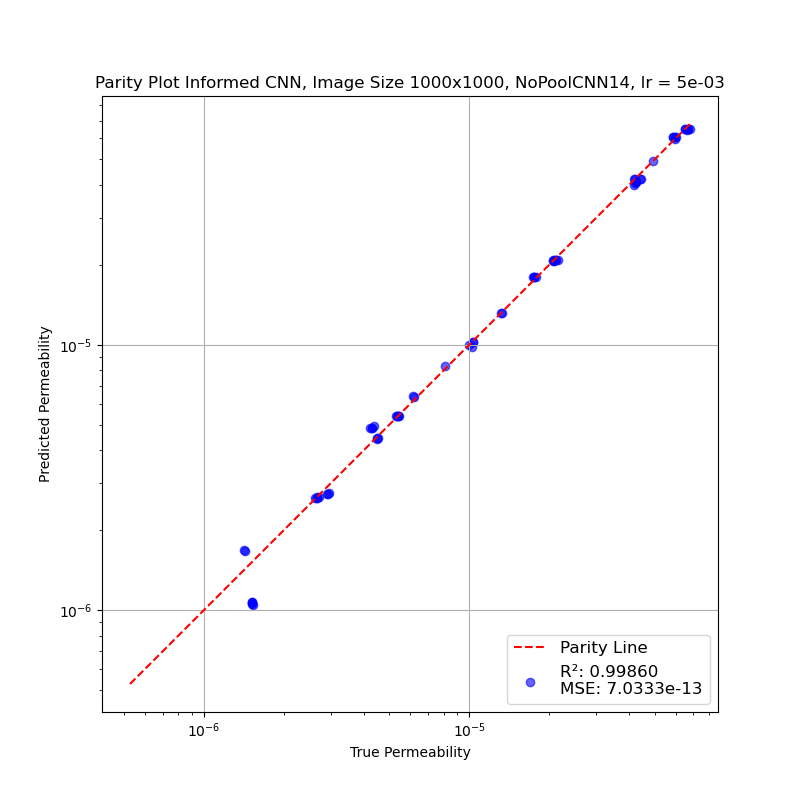 Parity Plot Informed CNN, Image Size 1000x1000, NoPoolCNN14, lr = 5e-03
Predicted Permeability
10⁻⁵
10⁻⁶
10⁻⁶
10⁻⁵
True Permeability
Parity Line
R²: 0.99860
MSE: 7.0333e-13